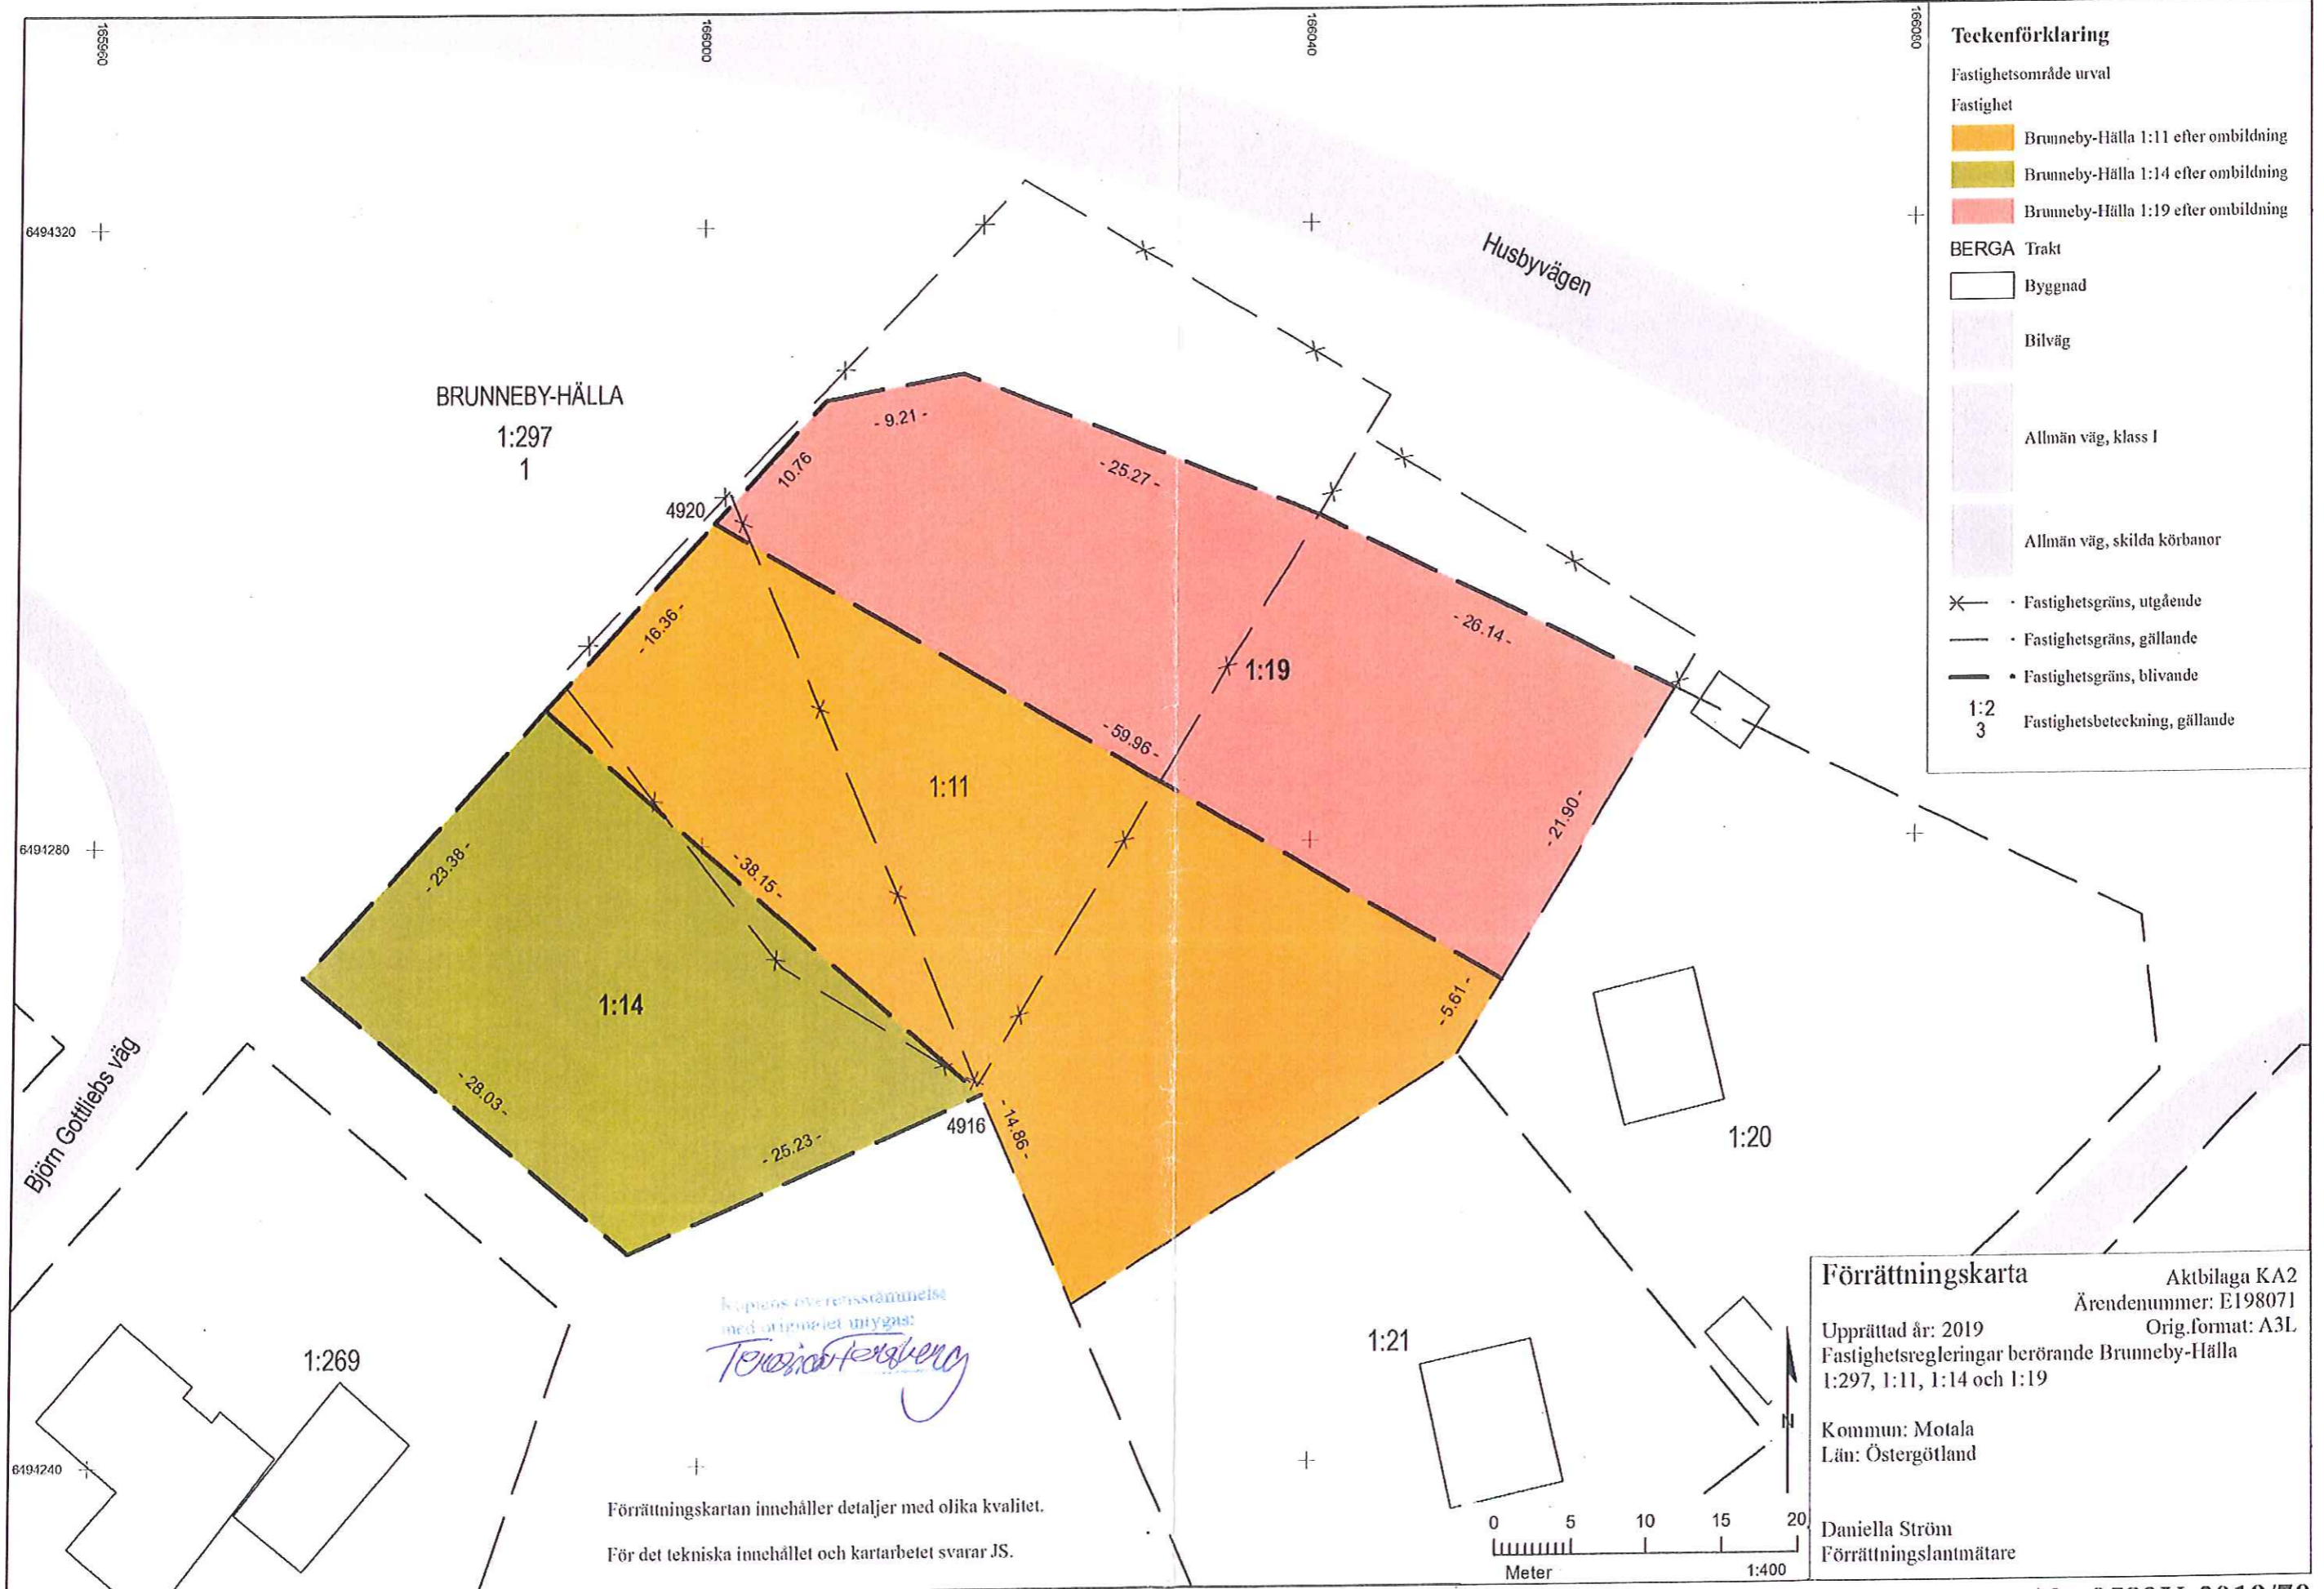 165960
166000
166040
166080
6494320
6494280
6494240
Husbyvägen
BRUNNEBY-HÄLLA
1:297
1
4920
10.76
- 9.21 -
- 25.27 -
- 26.14 -
- 16.36 -
1:19
- 59.96 -
- 21.90 -
1:11
- 23.38 -
- 38.15 -
- 5.61 -
1:14
- 28.03 -
- 25.23 -
4916
- 14.86 -
Björn Gottliebs väg
1:20
1:21
1:269
Kopians överensstämmelse
med originalet intygas:
Förrättningskartan innehåller detaljer med olika kvalitet.
För det tekniska innehållet och kartarbetet svarar JS.
0 5 10 15 20
Meter 1:400
N
Teckenförklaring
Fastighetsområde urval
Fastighet
Brunneby-Hälla 1:11 efter ombildning
Brunneby-Hälla 1:14 efter ombildning
Brunneby-Hälla 1:19 efter ombildning
BERGA Trakt
Byggnad
Bilväg
Allmän väg, klass I
Allmän väg, skilda körbanor
Fastighetsgräns, utgående
Fastighetsgräns, gällande
Fastighetsgräns, blivande
1:2
3
Fastighetsbeteckning, gällande
Förrättningskarta
Aktbilaga KA2
Ärendenummer: E198071
Upprättad år: 2019 Orig.format: A3L
Fastighetsregleringar berörande Brunneby-Hälla
1:297, 1:11, 1:14 och 1:19
Kommun: Motala
Län: Östergötland
Daniella Ström
Förrättningslantmätare